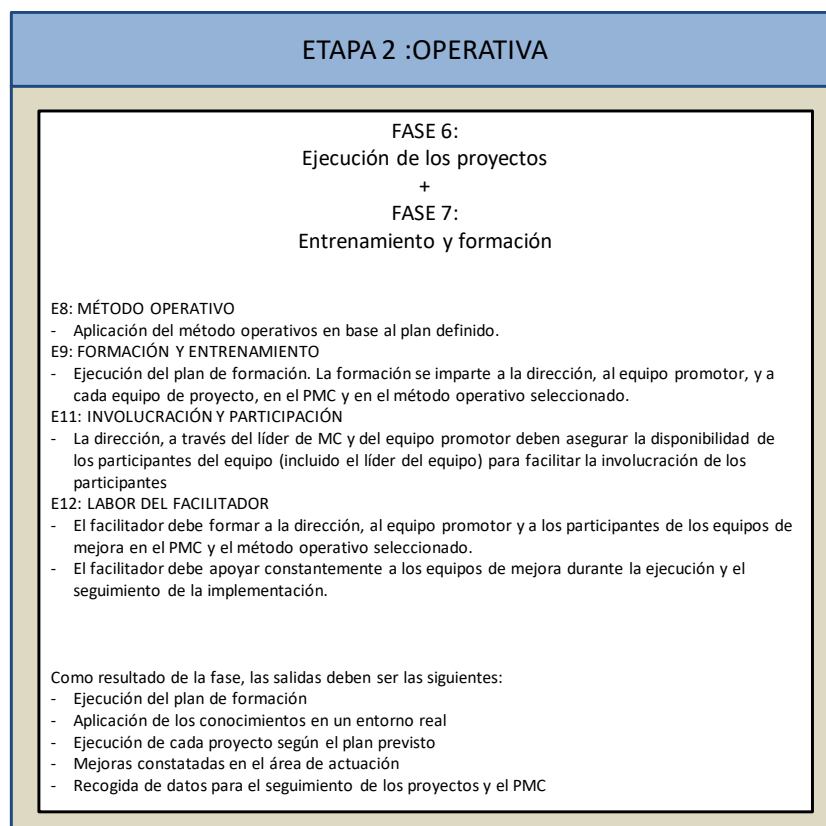 ETAPA 2 :OPERATIVA
FASE 6:
Ejecución de los proyectos
+
FASE 7:
Entrenamiento y formación
E8: MÉTODO OPERATIVO
- Aplicación del método operativos en base al plan definido.
E9: FORMACIÓN Y ENTRENAMIENTO
- Ejecución del plan de formación. La formación se imparte a la dirección, al equipo promotor, y a
cada equipo de proyecto, en el PMC y en el método operativo seleccionado.
E11: INVOLUCRACIÓN Y PARTICIPACIÓN
- La dirección, a través del líder de MC y del equipo promotor deben asegurar la disponibilidad de
los participantes del equipo (incluido el líder del equipo) para facilitar la involucración de los
participantes
E12: LABOR DEL FACILITADOR
- El facilitador debe formar a la dirección, al equipo promotor y a los participantes de los equipos de
mejora en el PMC y el método operativo seleccionado.
- El facilitador debe apoyar constantemente a los equipos de mejora durante la ejecución y el
seguimiento de la implementación.
Como resultado de la fase, las salidas deben ser las siguientes:
- Ejecución del plan de formación
- Aplicación de los conocimientos en un entorno real
- Ejecución de cada proyecto según el plan previsto
- Mejoras constatadas en el área de actuación
- Recogida de datos para el seguimiento de los proyectos y el PMC